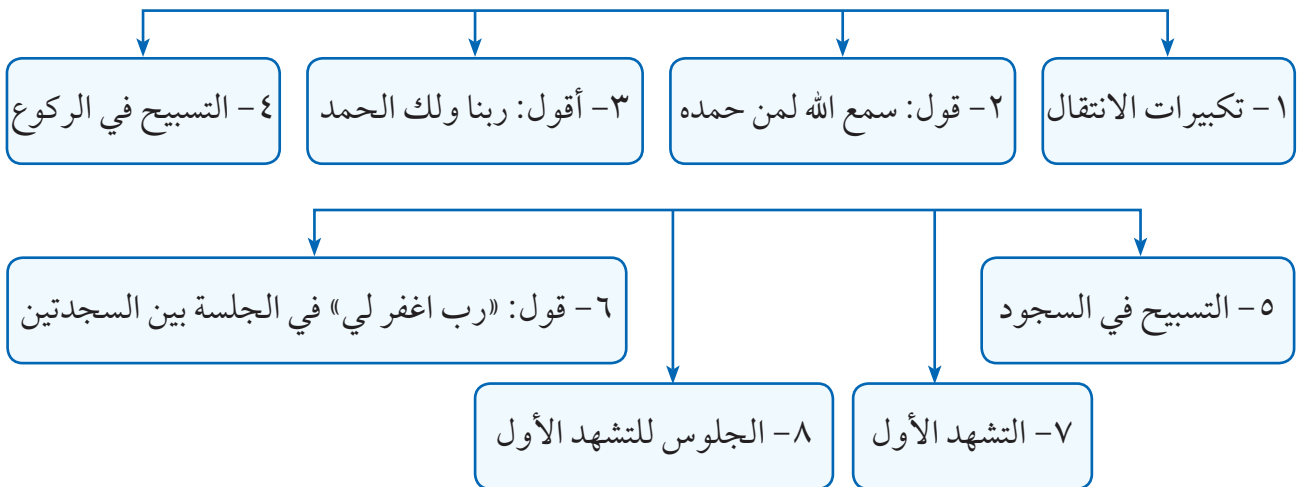 ١- تكبيرات الانتقال
٢- قول: سمع الله لمن حمده
٣- أقول: ربنا ولك الحمد
٤- التسبيح في الركوع
٥- التسبيح في السجود
٦- قول: «رب اغفر لي» في الجلسة بين السجدتين
٧- التشهد الأول
٨- الجلوس للتشهد الأول